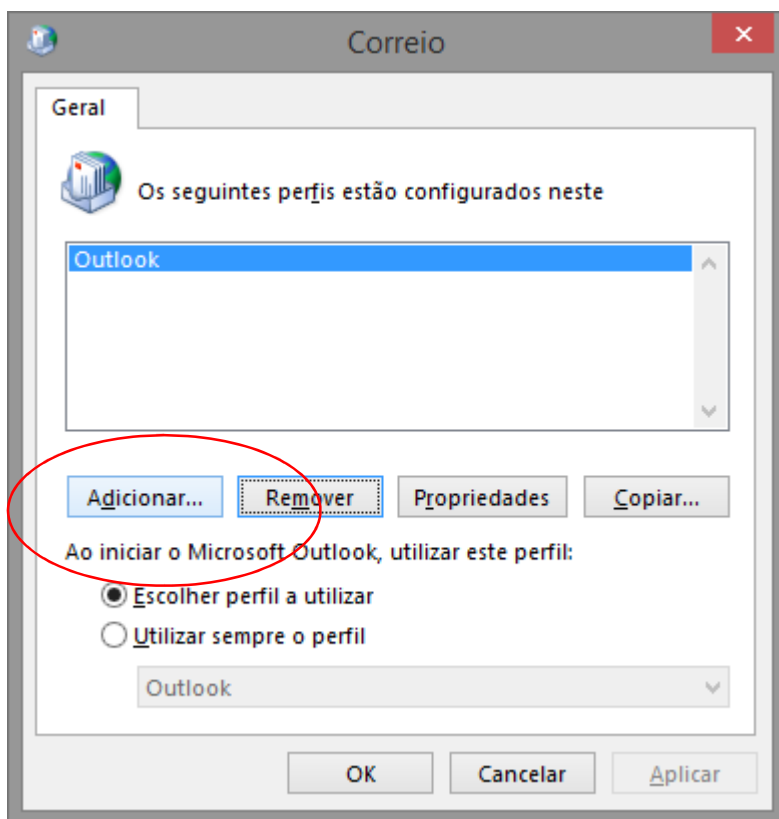 Correio
Geral
Os seguintes perfis estão configurados neste
Outlook
Adicionar... Remover Propriedades Copiar...
Ao iniciar o Microsoft Outlook, utilizar este perfil:
Escolher perfil a utilizar
Utilizar sempre o perfil
Outlook
OK Cancelar Aplicar